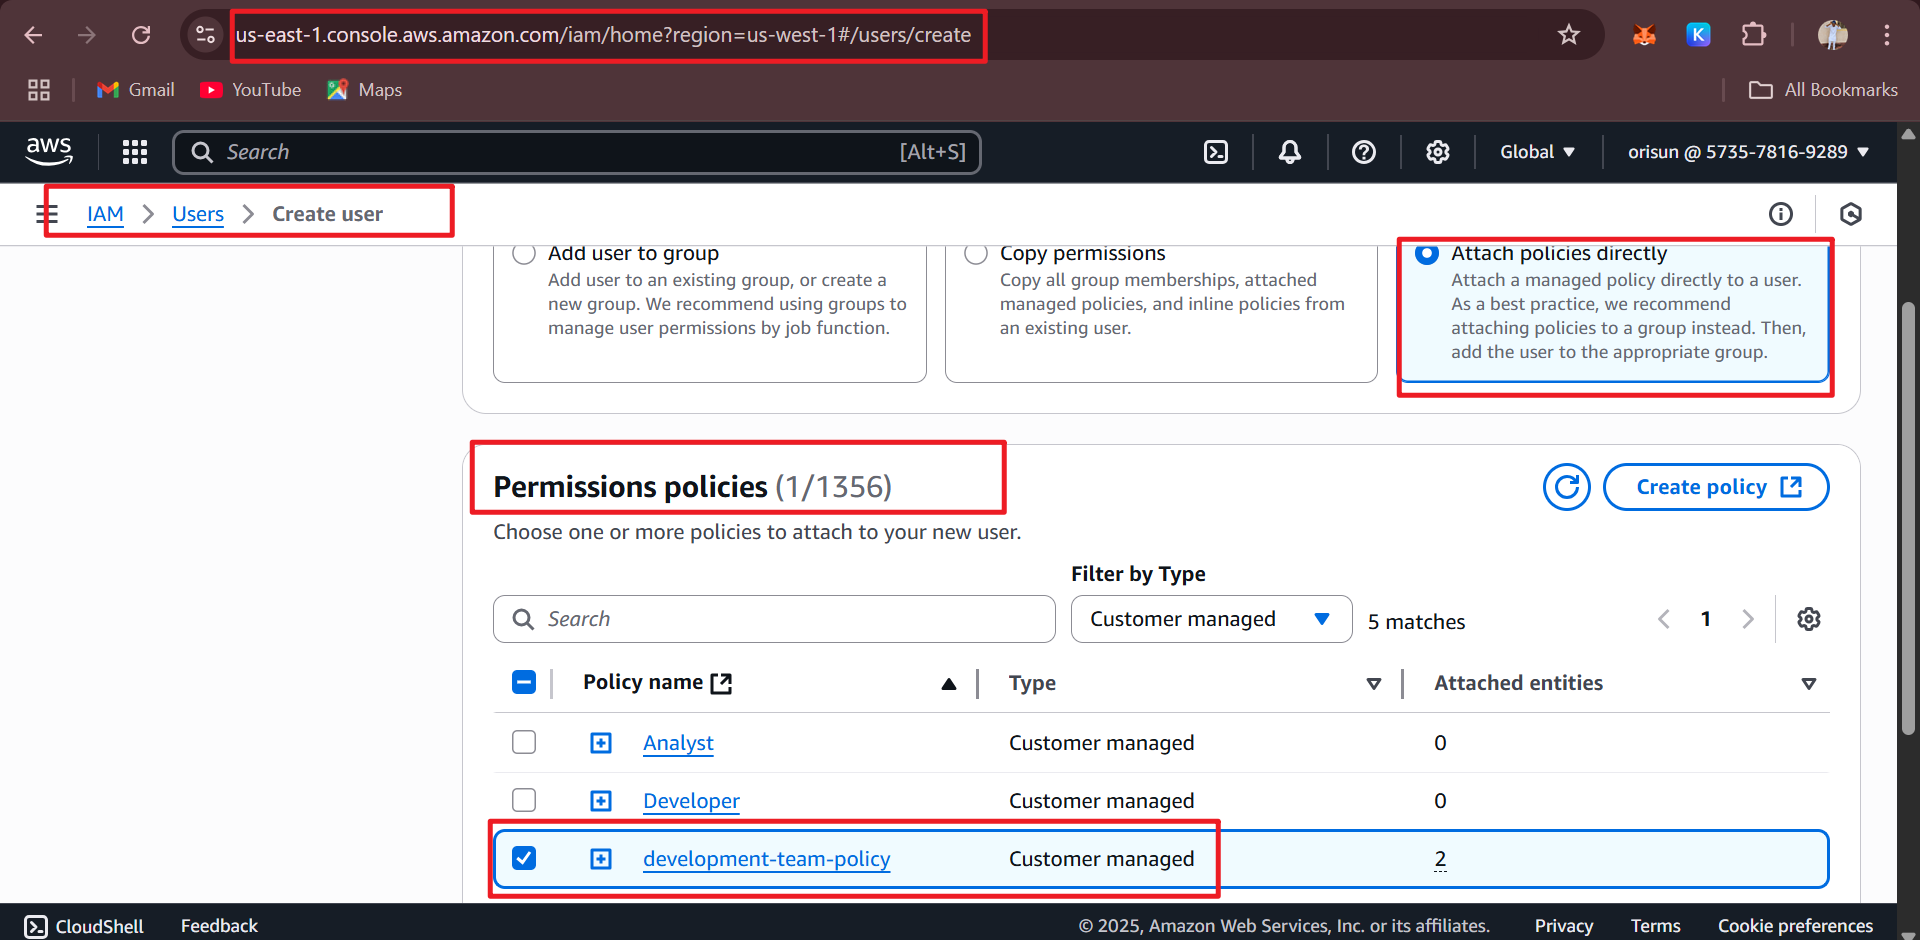 us-east-1.console.aws.amazon.com/iam/home?region=us-west-1#/users/create
Gmail
YouTube
Maps
All Bookmarks
aws
Search
[Alt+S]
Global
orisun @ 5735-7816-9289
IAM
Users
Create user
Add user to group
Add user to an existing group, or create a
new group. We recommend using groups to
manage user permissions by job function.
Copy permissions
Copy all group memberships, attached
managed policies, and inline policies from
an existing user.
Attach policies directly
Attach a managed policy directly to a user.
As a best practice, we recommend
attaching policies to a group instead. Then,
add the user to the appropriate group.
Permissions policies (1/1356)
Create policy
Choose one or more policies to attach to your new user.
Filter by Type
Search
Customer managed
5 matches
1
Policy name
Type
Attached entities
Analyst
Customer managed
0
Developer
Customer managed
0
development-team-policy
Customer managed
2
CloudShell
Feedback
© 2025, Amazon Web Services, Inc. or its affiliates.
Privacy
Terms
Cookie preferences